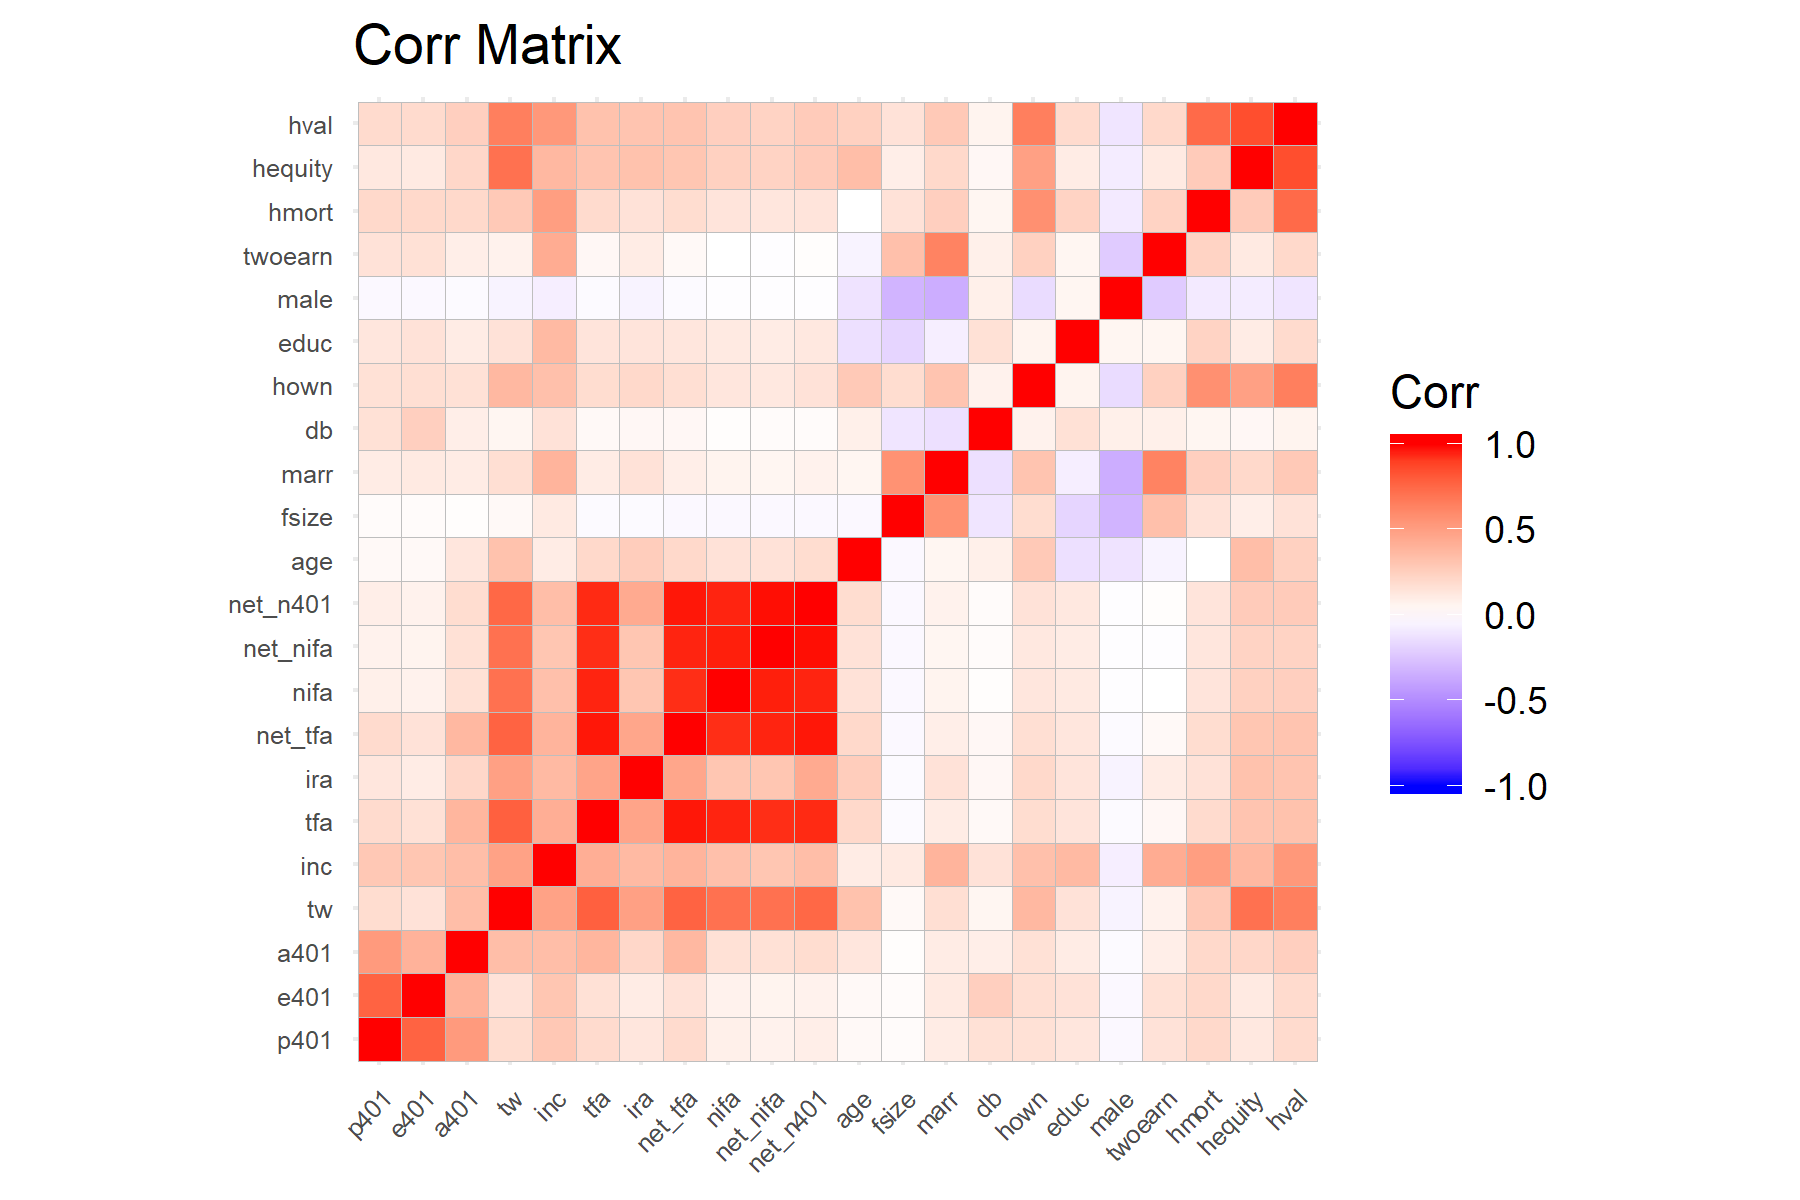 Corr Matrix
hval
hequity
hmort
twoearn
male
educ
hown
db
marr
fsize
age
net_n401
net_nifa
nifa
net_tfa
ira
tfa
inc
tw
a401
e401
p401
p401
e401
a401
tw
inc
tfa
ira
net_tfa
nifa
net_nifa
net_n401
age
fsize
marr
db
hown
educ
male
twoearn
hmort
hequity
hval
Corr
1.0
0.5
0.0
-0.5
-1.0